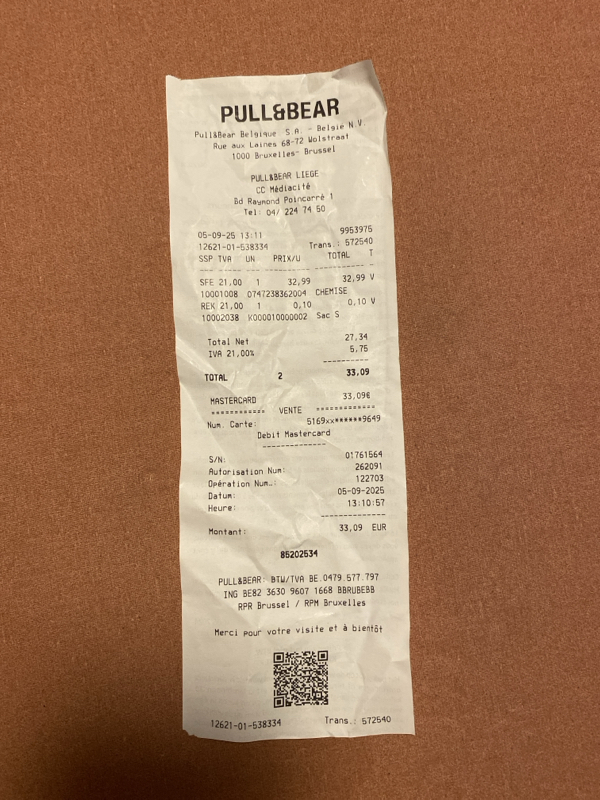 PULL&BEAR
Pull&Bear Belgique S.A. - Belgie N.V.
Rue aux Laines 68-72 Wolstraat
1000 Bruxelles- Brussel
PULL&BEAR LIEGE
CC Médiacité
Bd Raymond Poincarré 1
Tel: 04/ 224 74 50
05-09-25 13:11 9953975
12621-01-538334 Trans.: 572540
SSP TVA UN PRIX/U TOTAL T
SFE 21,00 1 32,99 32,99 V
10001008 0747238362004 CHEMISE
REK 21,00 1 0,10 0,10 V
10002038 K000010000002 Sac S
Total Net 27,34
IVA 21,00% 5,75
TOTAL 2 33,09
MASTERCARD 33,09€
============ VENTE ============
Num. Carte: 5169xx******9649
Debit Mastercard
S/N: 01761564
Autorisation Num: 262091
Opération Num.: 122703
Datum: 05-09-2025
Heure: 13:10:57
Montant: 33,09 EUR
85202534
PULL&BEAR: BTW/TVA BE.0479.577.797
ING BE82 3630 9607 1668 BBRUBEBB
RPR Brussel / RPM Bruxelles
Merci pour votre visite et à bientôt
12621-01-538334 Trans.: 572540